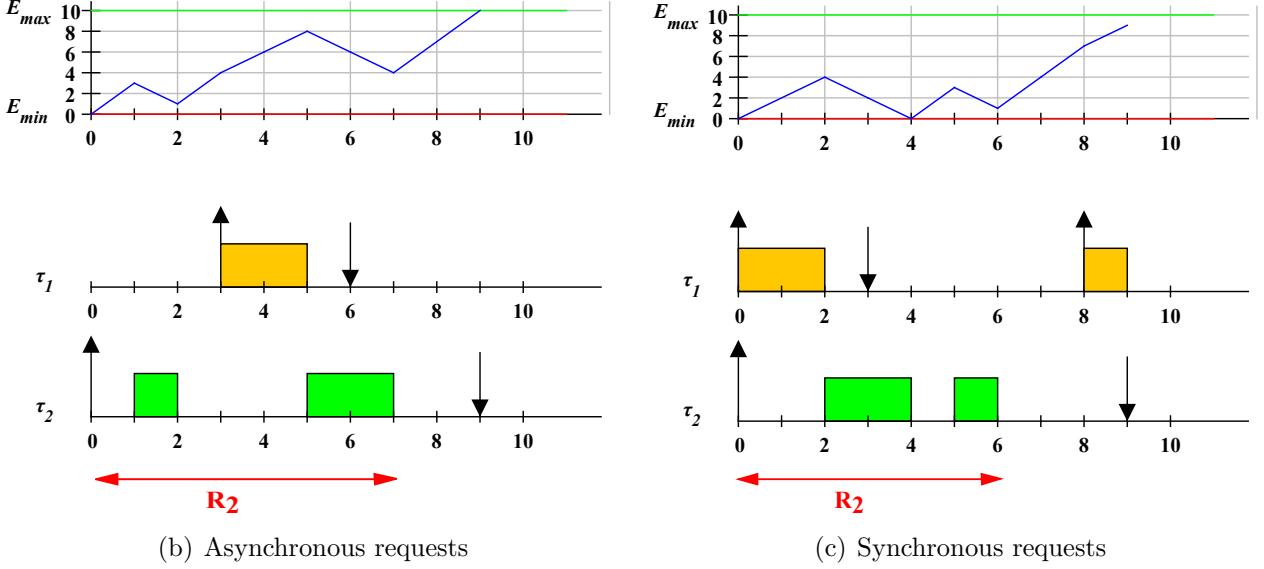 E_max 10
8
6
4
2
E_min 0
0 2 4 6 8 10
τ_1
0 2 4 6 8 10
τ_2
0 2 4 6 8 10
R_2
(b) Asynchronous requests
E_max 10
8
6
4
2
E_min 0
0 2 4 6 8 10
τ_1
0 2 4 6 8 10
τ_2
0 2 4 6 8 10
R_2
(c) Synchronous requests